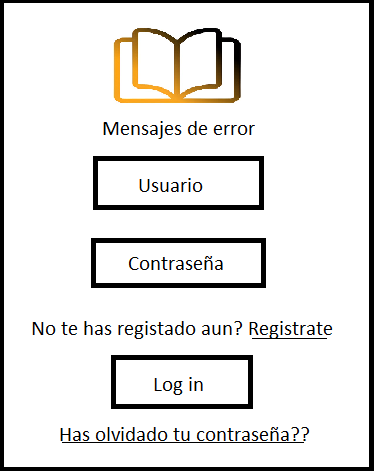 Mensajes de error
Usuario
Contraseña
No te has registado aun? Registrate
Log in
Has olvidado tu contraseña??